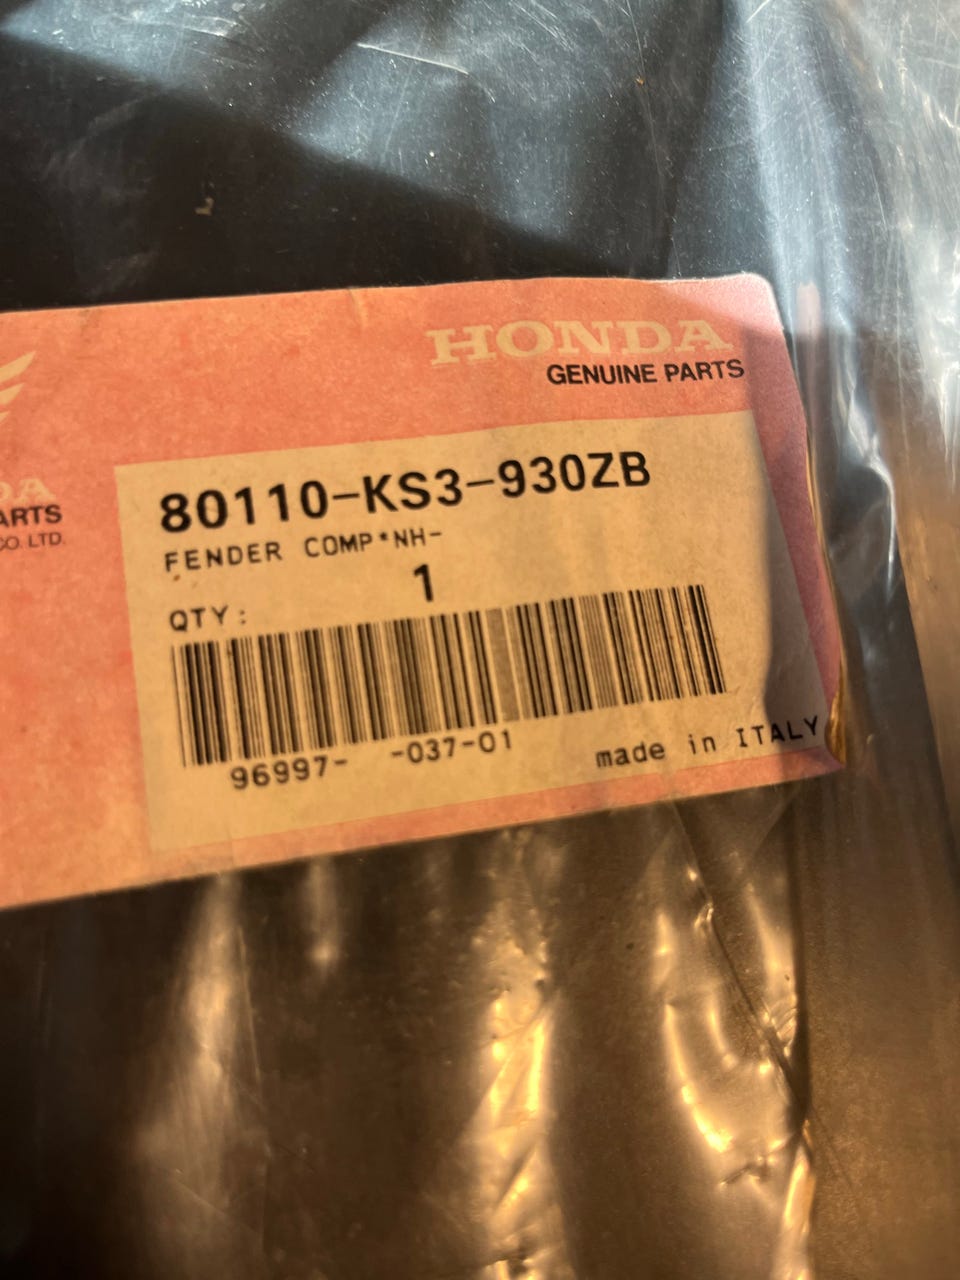 HONDA
GENUINE PARTS
DA
ARTS
CO. LTD.
80110-KS3-930ZB
FENDER COMP*NH-
1
QTY:
96997- -037-01
made in ITALY